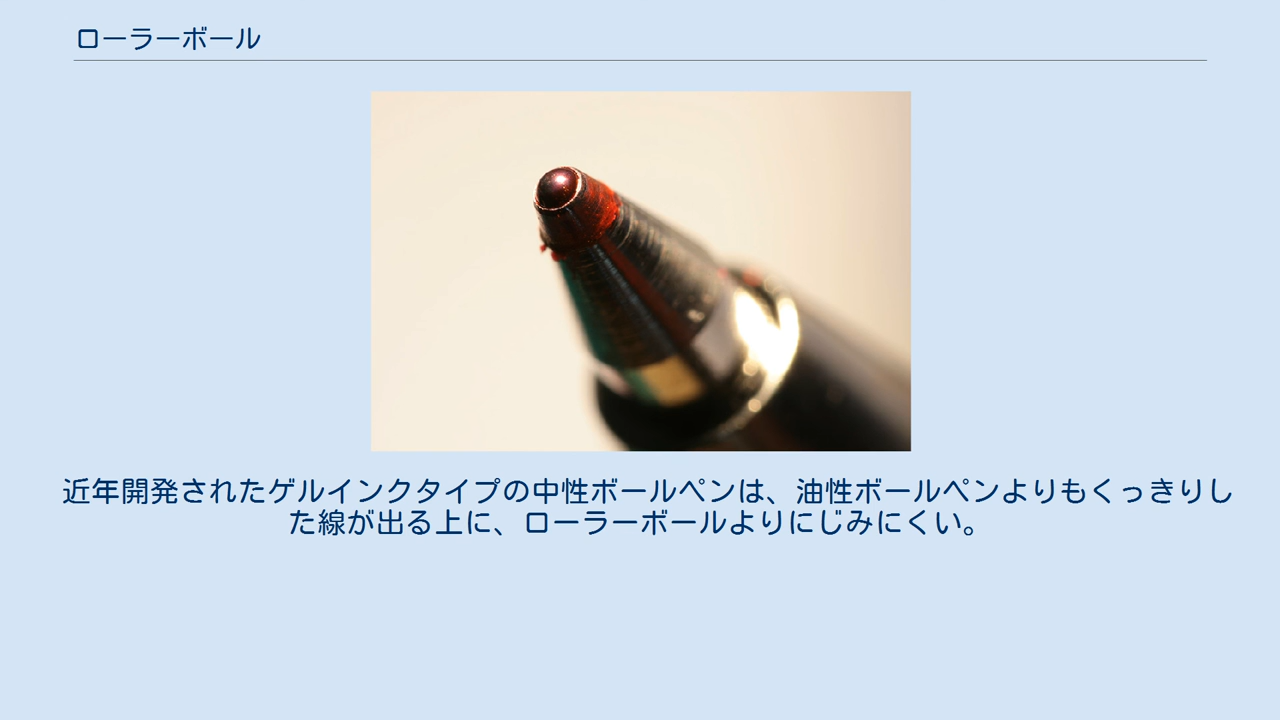 ローラーボール
近年開発されたゲルインクタイプの中性ボールペンは、油性ボールペンよりもくっきりし
た線が出る上に、ローラーボールよりにじみにくい。